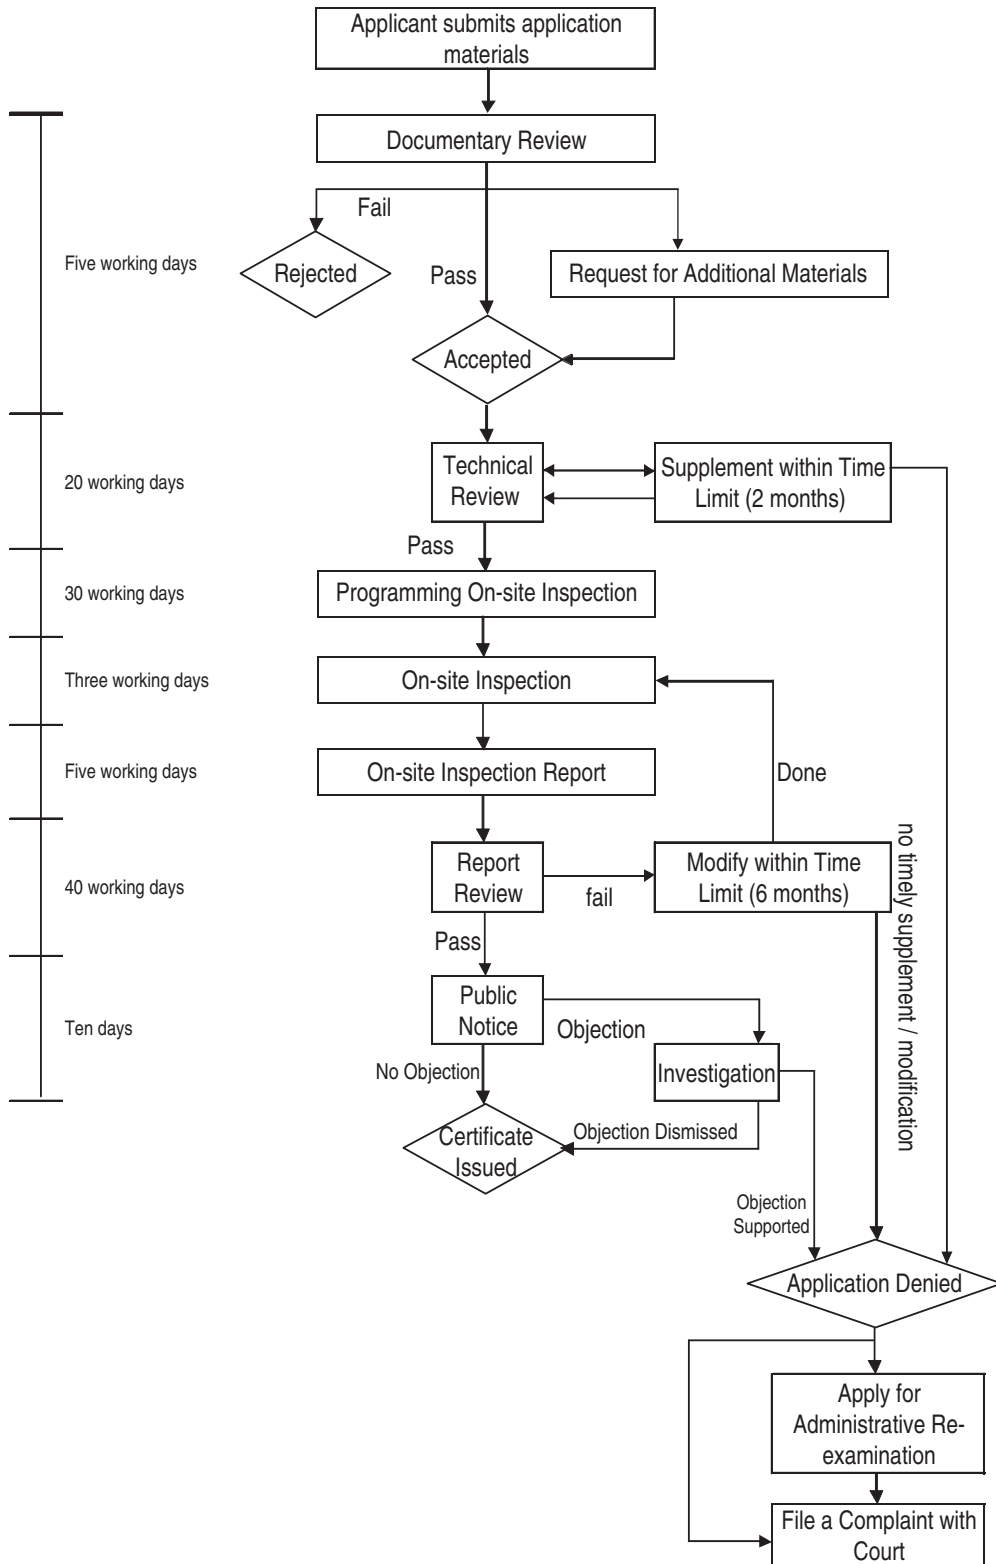 Applicant submits application
materials
Documentary Review
Fail
Rejected
Five working days
Pass
Request for Additional Materials
Accepted
20 working days
Technical
Review
Supplement within Time
Limit (2 months)
Pass
30 working days
Programming On-site Inspection
Three working days
On-site Inspection
Five working days
On-site Inspection Report
Done
40 working days
Report
Review
fail
Modify within Time
Limit (6 months)
no timely supplement / modification
Pass
Ten days
Public
Notice
Objection
No Objection
Investigation
Certificate
Issued
Objection Dismissed
Objection
Supported
Application Denied
Apply for
Administrative Re-
examination
File a Complaint with
Court